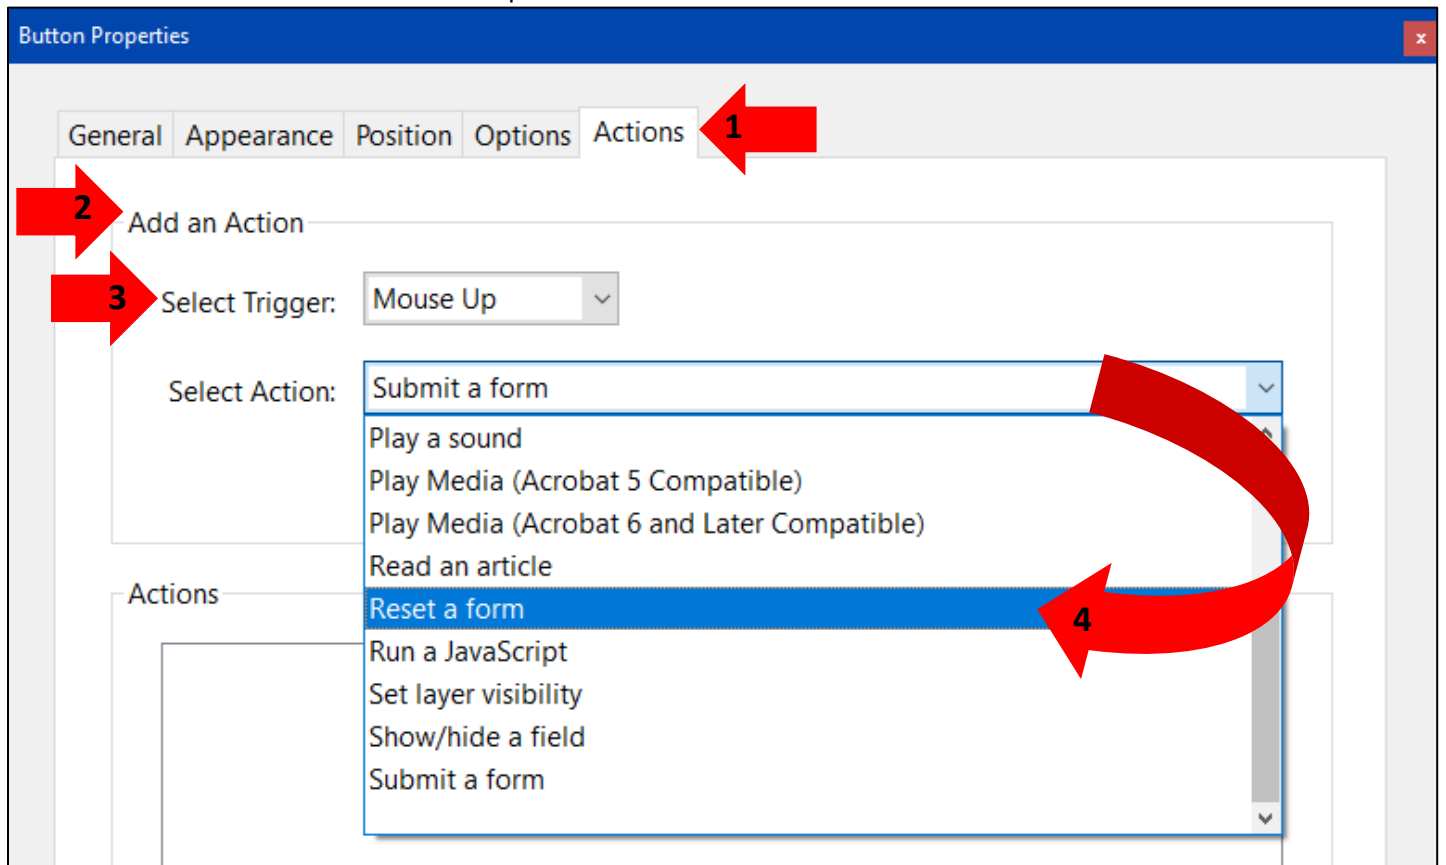 Button Properties
x
General Appearance Position Options Actions 1
2 Add an Action
3 Select Trigger: Mouse Up
Select Action: Submit a form
Play a sound
Play Media (Acrobat 5 Compatible)
Play Media (Acrobat 6 and Later Compatible)
Read an article
Actions
Reset a form 4
Run a JavaScript
Set layer visibility
Show/hide a field
Submit a form